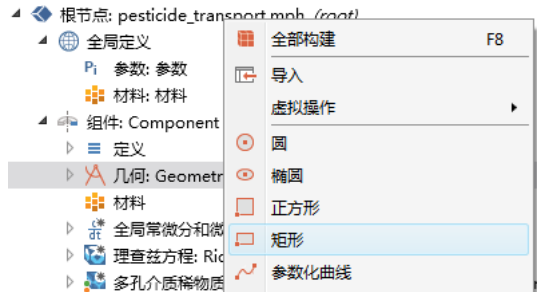 根节点: pesticide_transport.mph (root)
全局定义
Pi 参数: 参数
材料: 材料
组件: Component
定义
几何: Geometr
材料
全局常微分和微
理查兹方程: Ric
多孔介质稀物质
全部构建 F8
导入
虚拟操作
圆
椭圆
正方形
矩形
参数化曲线